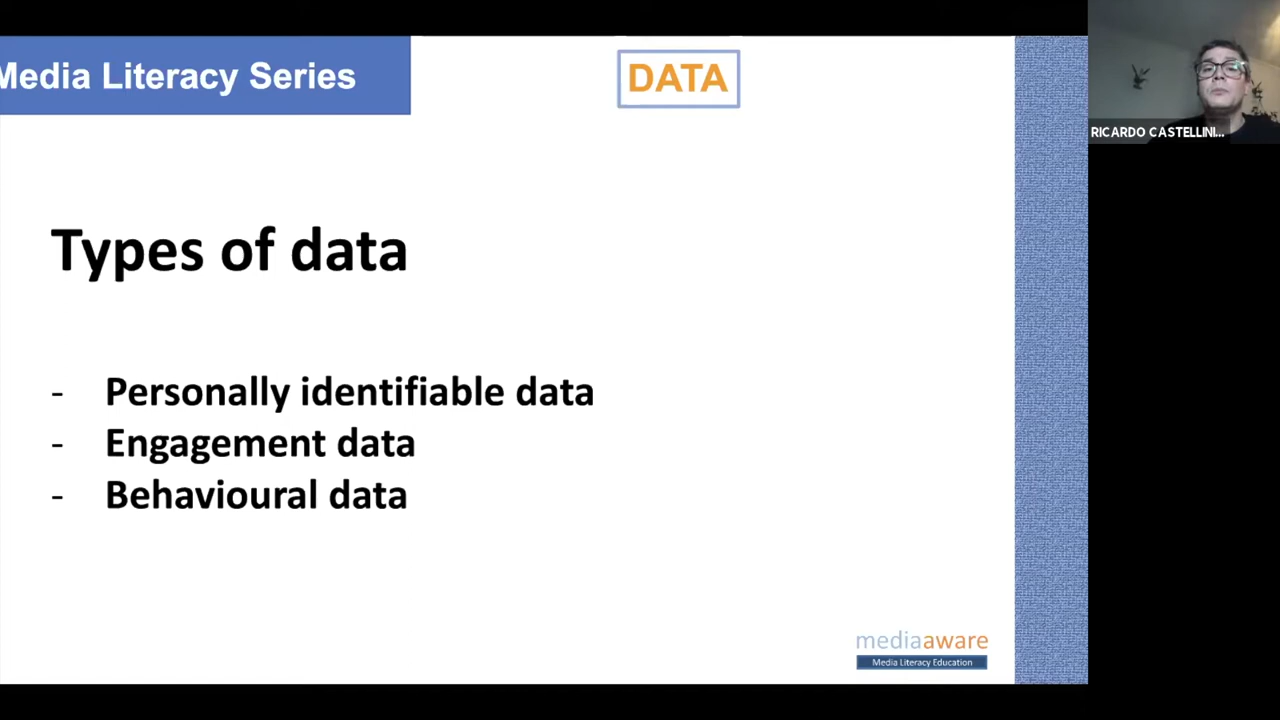 Media Literacy Series
DATA
RICARDO CASTELLINI...
Types of data
- Personally identifiable data
- Engagement data
- Behavioural data
mediaaware
Media Literacy Education